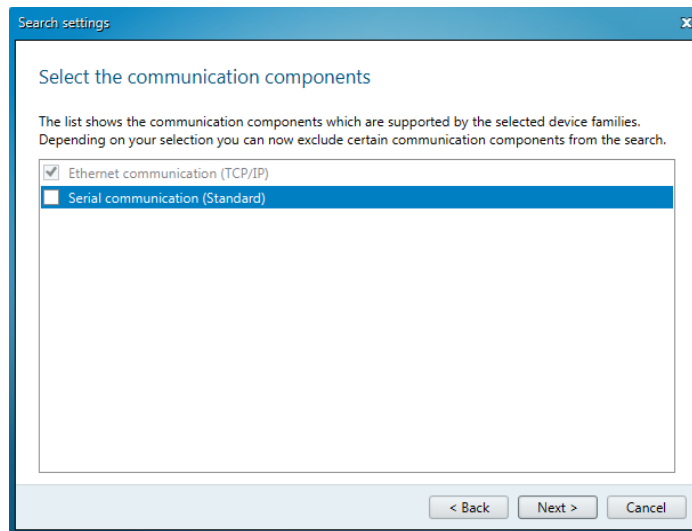 Search settings
Select the communication components
The list shows the communication components which are supported by the selected device families.
Depending on your selection you can now exclude certain communication components from the search.
Ethernet communication (TCP/IP)
Serial communication (Standard)
< Back Next > Cancel